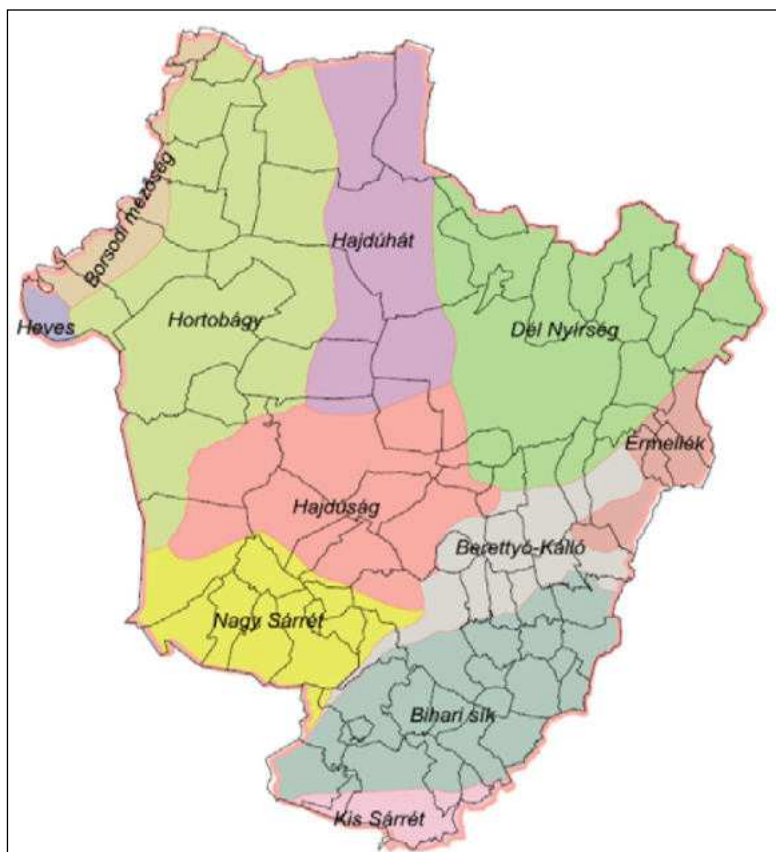 Borsodi mezőség
Hajdúhát
Heves
Hortobágy
Dél Nyírség
Érmellék
Hajdúság
Berettyó-Kálló
Nagy Sárrét
Bihari sík
Kis Sárrét